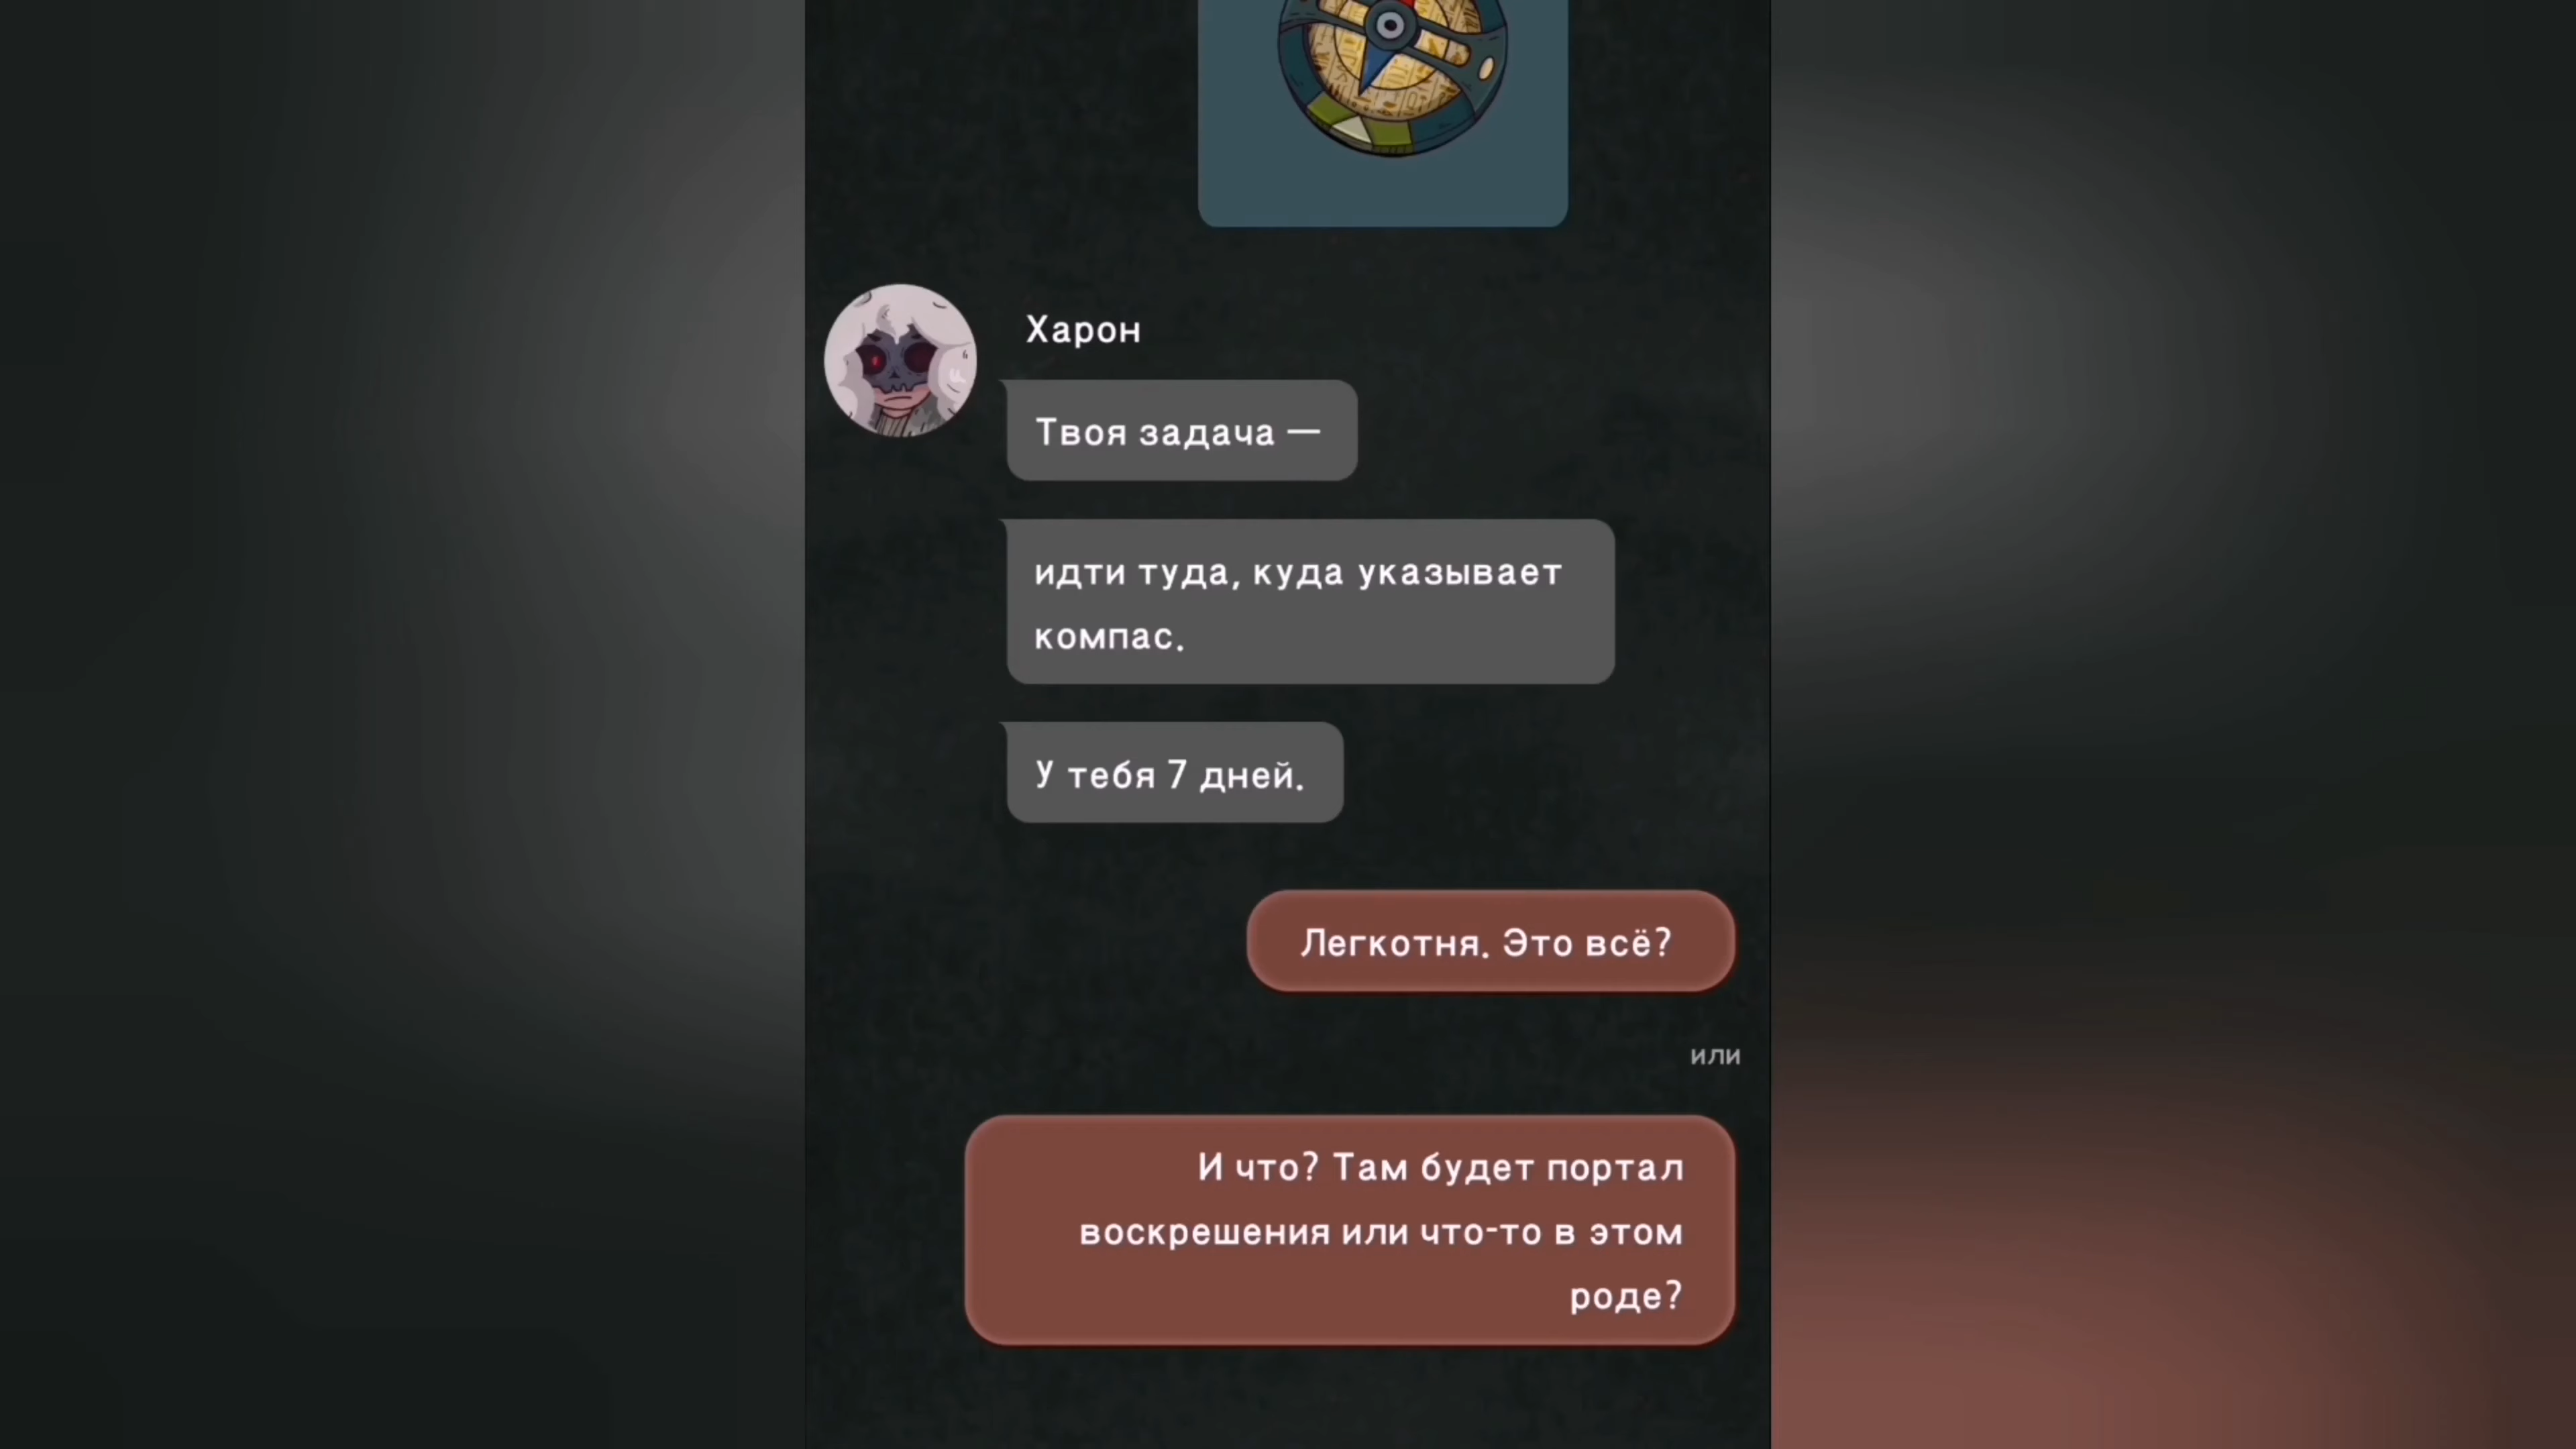 Харон
Твоя задача —
идти туда, куда указывает
компас.
У тебя 7 дней.
Легкотня. Это всё?
или
И что? Там будет портал
воскрешения или что-то в этом
роде?